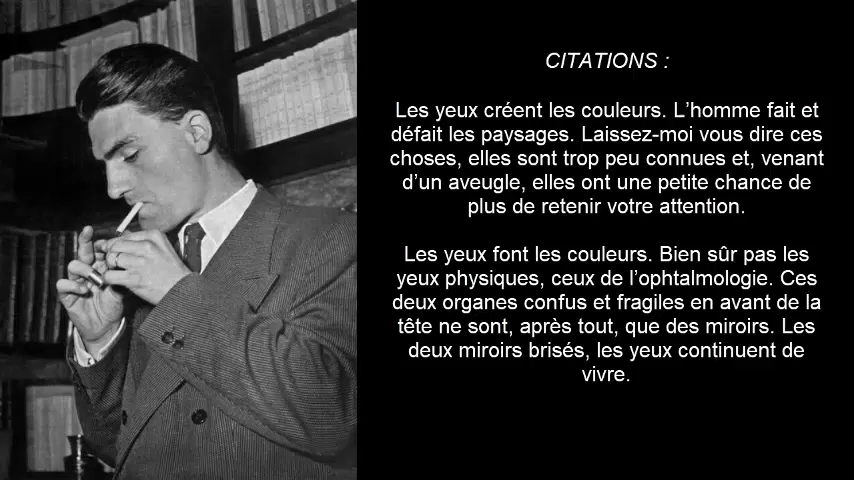 CITATIONS :
Les yeux créent les couleurs. L'homme fait et
défait les paysages. Laissez-moi vous dire ces
choses, elles sont trop peu connues et, venant
d'un aveugle, elles ont une petite chance de
plus de retenir votre attention.
Les yeux font les couleurs. Bien sûr pas les
yeux physiques, ceux de l'ophtalmologie. Ces
deux organes confus et fragiles en avant de la
tête ne sont, après tout, que des miroirs. Les
deux miroirs brisés, les yeux continuent de
vivre.